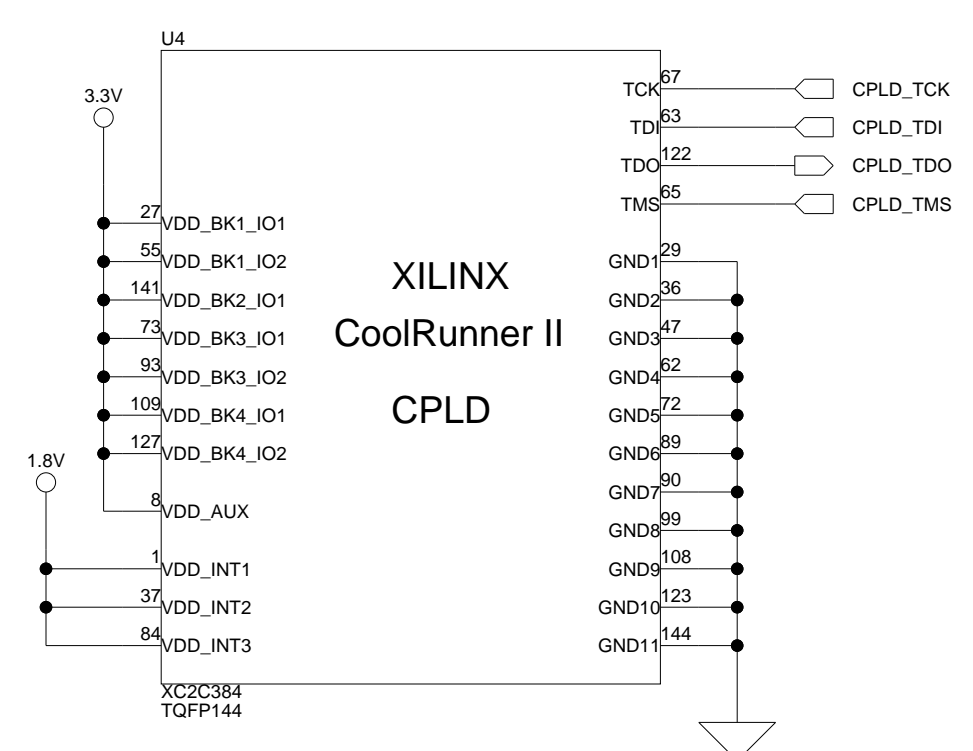 U4
TCK 67 CPLD_TCK
3.3V
TDI 63 CPLD_TDI
TDO 122 CPLD_TDO
TMS 65 CPLD_TMS
27 VDD_BK1_IO1
55 VDD_BK1_IO2 GND1 29
XILINX
141 VDD_BK2_IO1 GND2 36
73 VDD_BK3_IO1 CoolRunner II GND3 47
93 VDD_BK3_IO2 GND4 62
109 VDD_BK4_IO1 CPLD GND5 72
127 VDD_BK4_IO2 GND6 89
1.8V
GND7 90
8 VDD_AUX
GND8 99
1 VDD_INT1 GND9 108
37 VDD_INT2 GND10 123
84 VDD_INT3 GND11 144
XC2C384
TQFP144